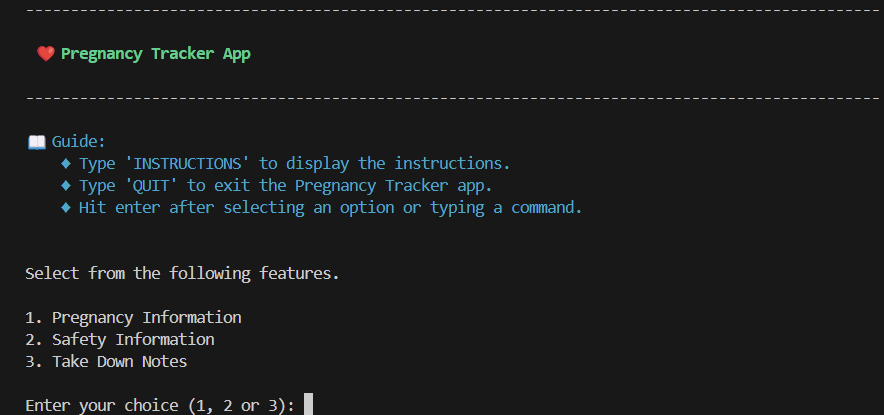 -----------------------------------------------------------------------------------------------
❤️ Pregnancy Tracker App
-----------------------------------------------------------------------------------------------
📖 Guide:
♦ Type 'INSTRUCTIONS' to display the instructions.
♦ Type 'QUIT' to exit the Pregnancy Tracker app.
♦ Hit enter after selecting an option or typing a command.
Select from the following features.
1. Pregnancy Information
2. Safety Information
3. Take Down Notes
Enter your choice (1, 2 or 3):